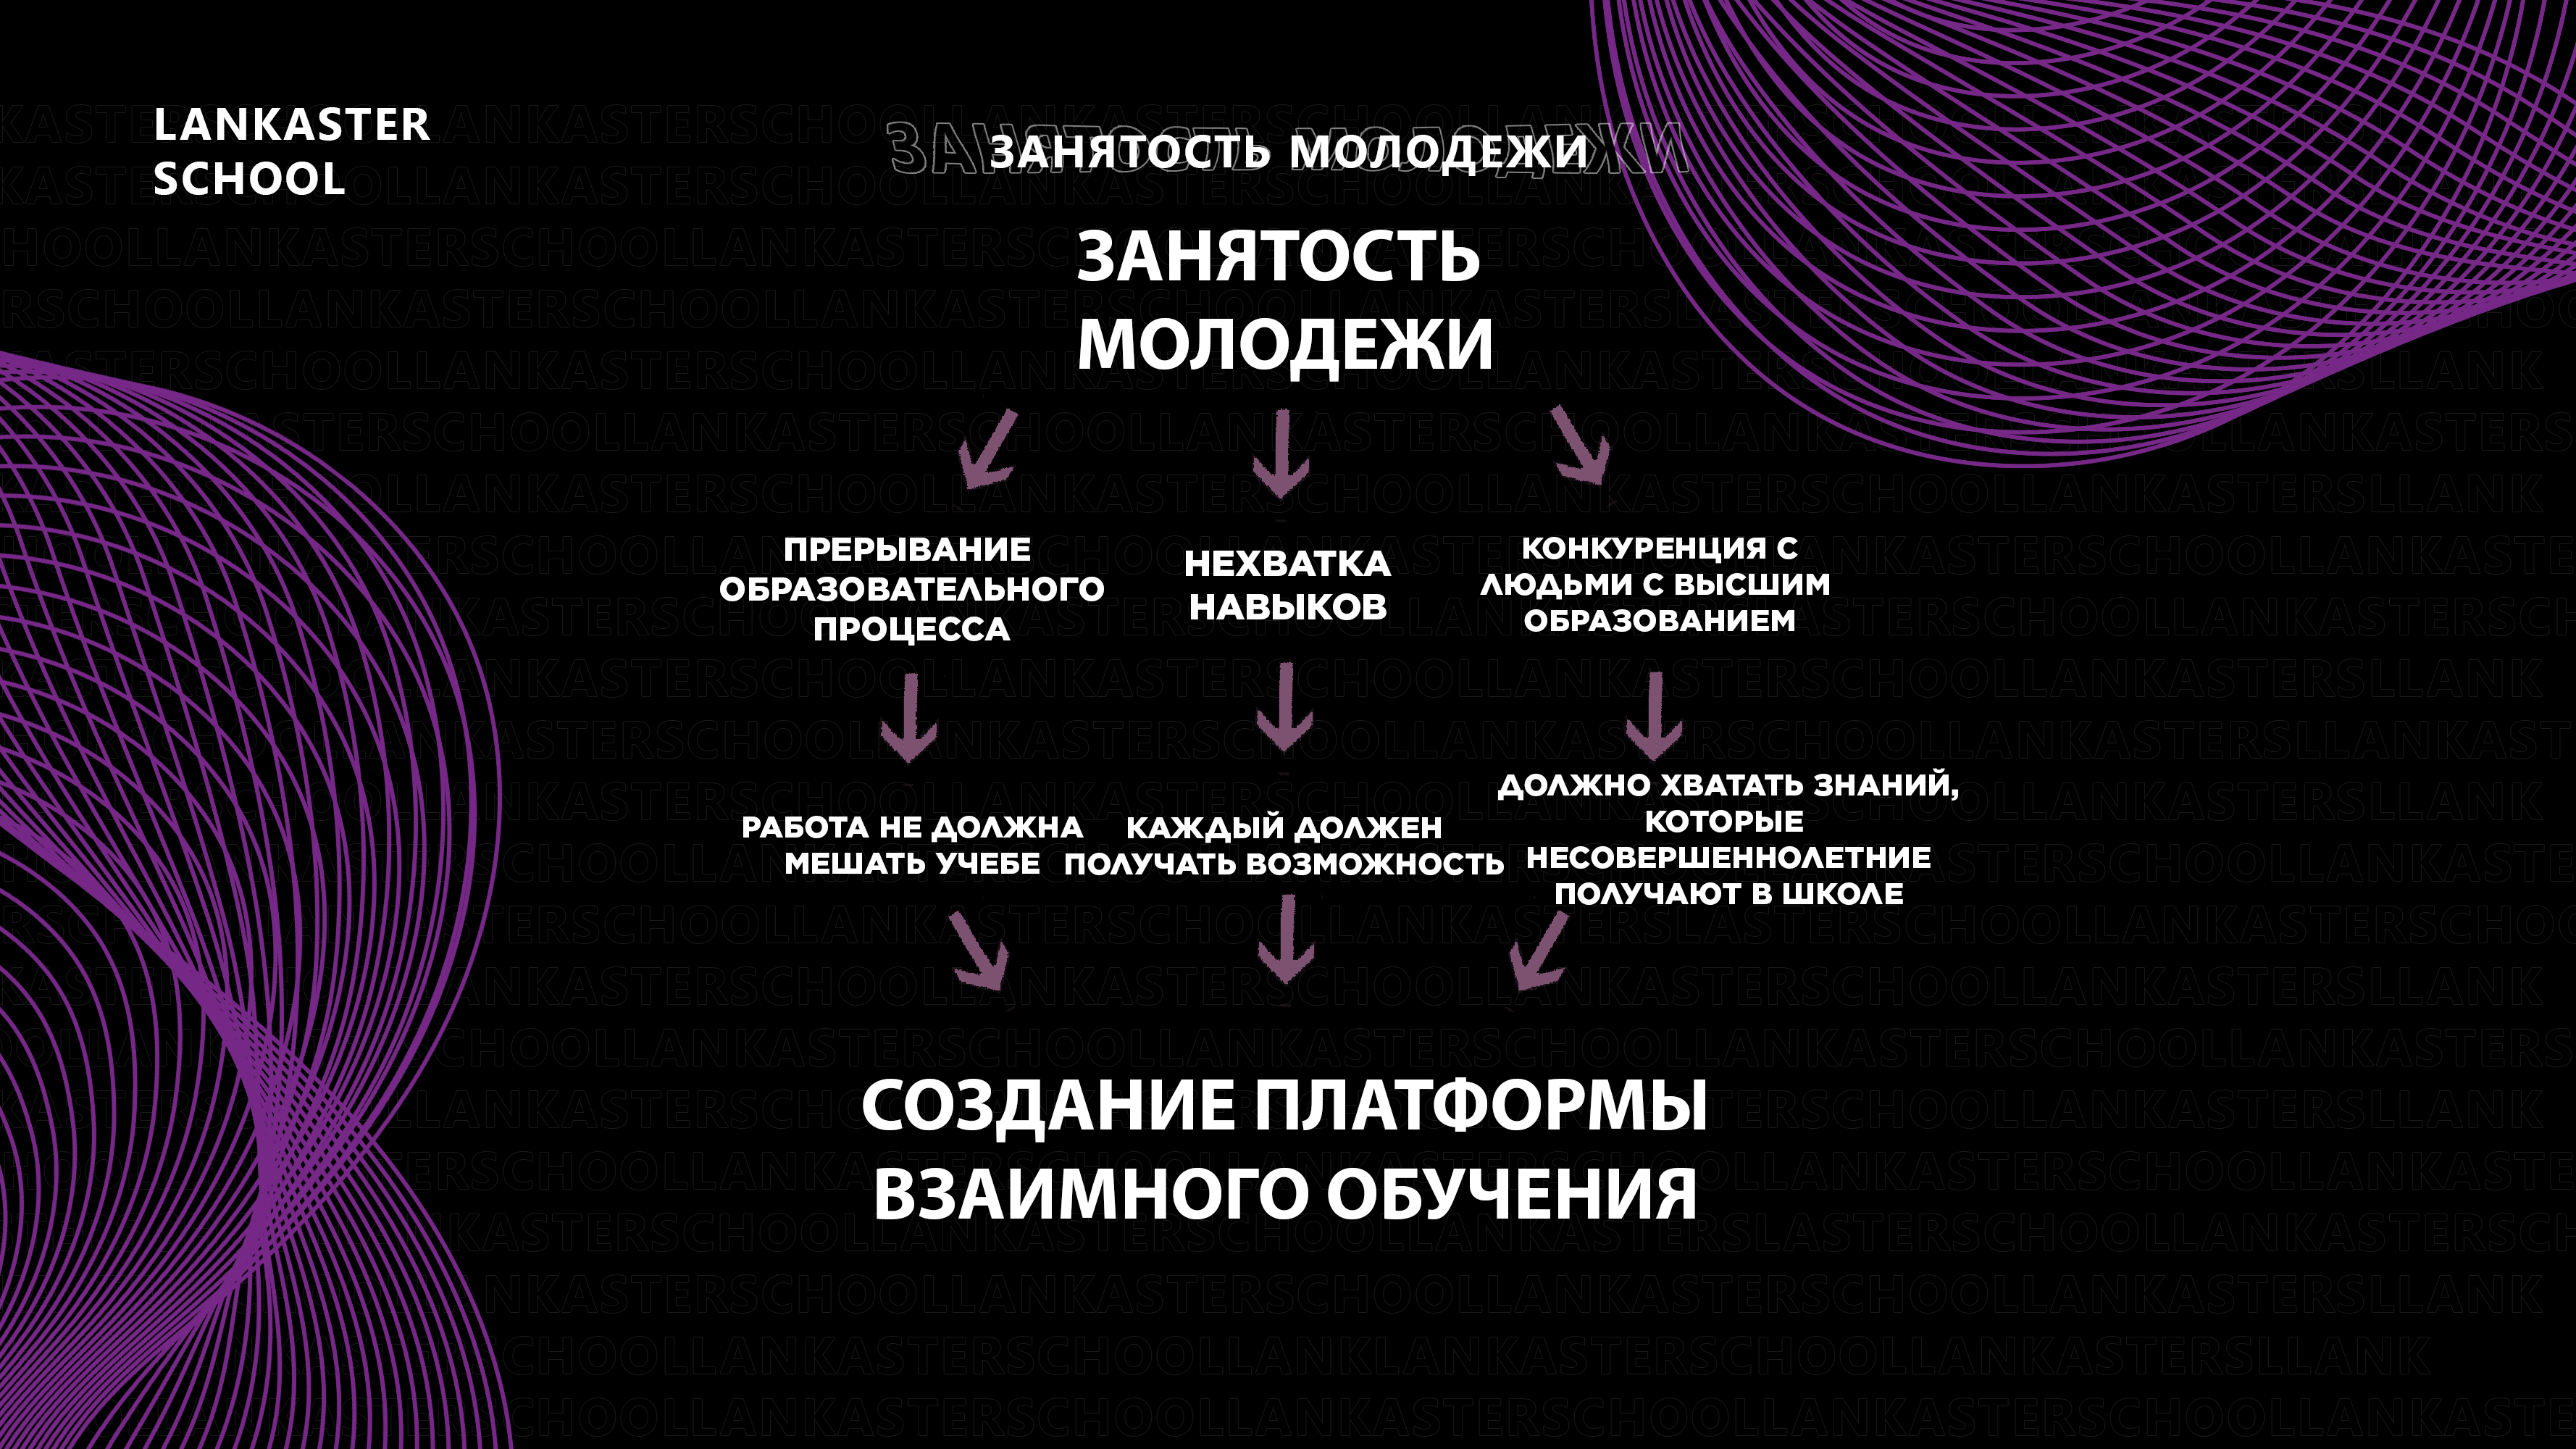 LANKASTER
SCHOOL
ЗАНЯТОСТЬ МОЛОДЕЖИ
ЗАНЯТОСТЬ
МОЛОДЕЖИ
ПРЕРЫВАНИЕ
ОБРАЗОВАТЕЛЬНОГО
ПРОЦЕССА
НЕХВАТКА
НАВЫКОВ
КОНКУРЕНЦИЯ С
ЛЮДЬМИ С ВЫСШИМ
ОБРАЗОВАНИЕМ
РАБОТА НЕ ДОЛЖНА
МЕШАТЬ УЧЕБЕ
КАЖДЫЙ ДОЛЖЕН
ПОЛУЧАТЬ ВОЗМОЖНОСТЬ
ДОЛЖНО ХВАТАТЬ ЗНАНИЙ,
КОТОРЫЕ
НЕСОВЕРШЕННОЛЕТНИЕ
ПОЛУЧАЮТ В ШКОЛЕ
СОЗДАНИЕ ПЛАТФОРМЫ
ВЗАИМНОГО ОБУЧЕНИЯ